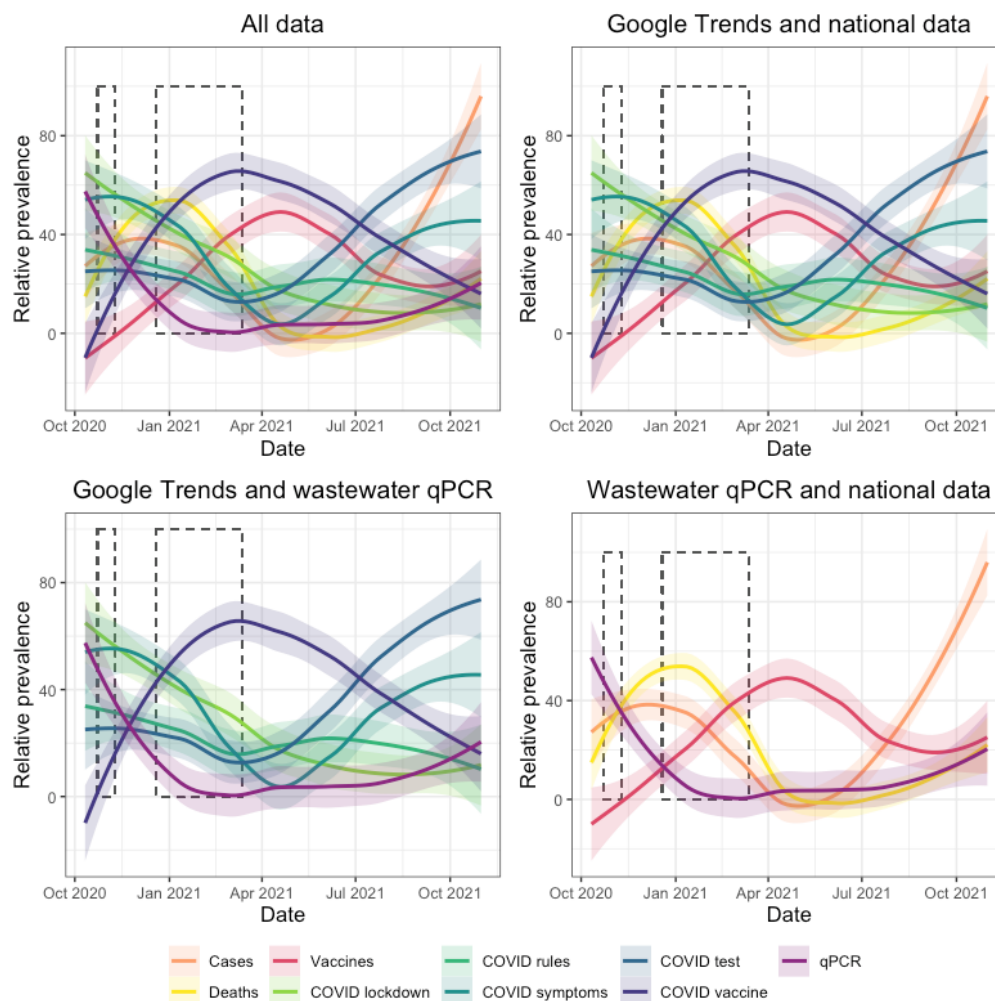 All data
Google Trends and national data
Relative prevalence
80
40
0
Oct 2020 Jan 2021 Apr 2021 Jul 2021 Oct 2021
Date
Relative prevalence
80
40
0
Oct 2020 Jan 2021 Apr 2021 Jul 2021 Oct 2021
Date
Google Trends and wastewater qPCR
Wastewater qPCR and national data
Relative prevalence
80
40
0
Oct 2020 Jan 2021 Apr 2021 Jul 2021 Oct 2021
Date
Relative prevalence
80
40
0
Oct 2020 Jan 2021 Apr 2021 Jul 2021 Oct 2021
Date
Cases Vaccines COVID rules COVID test qPCR
Deaths COVID lockdown COVID symptoms COVID vaccine